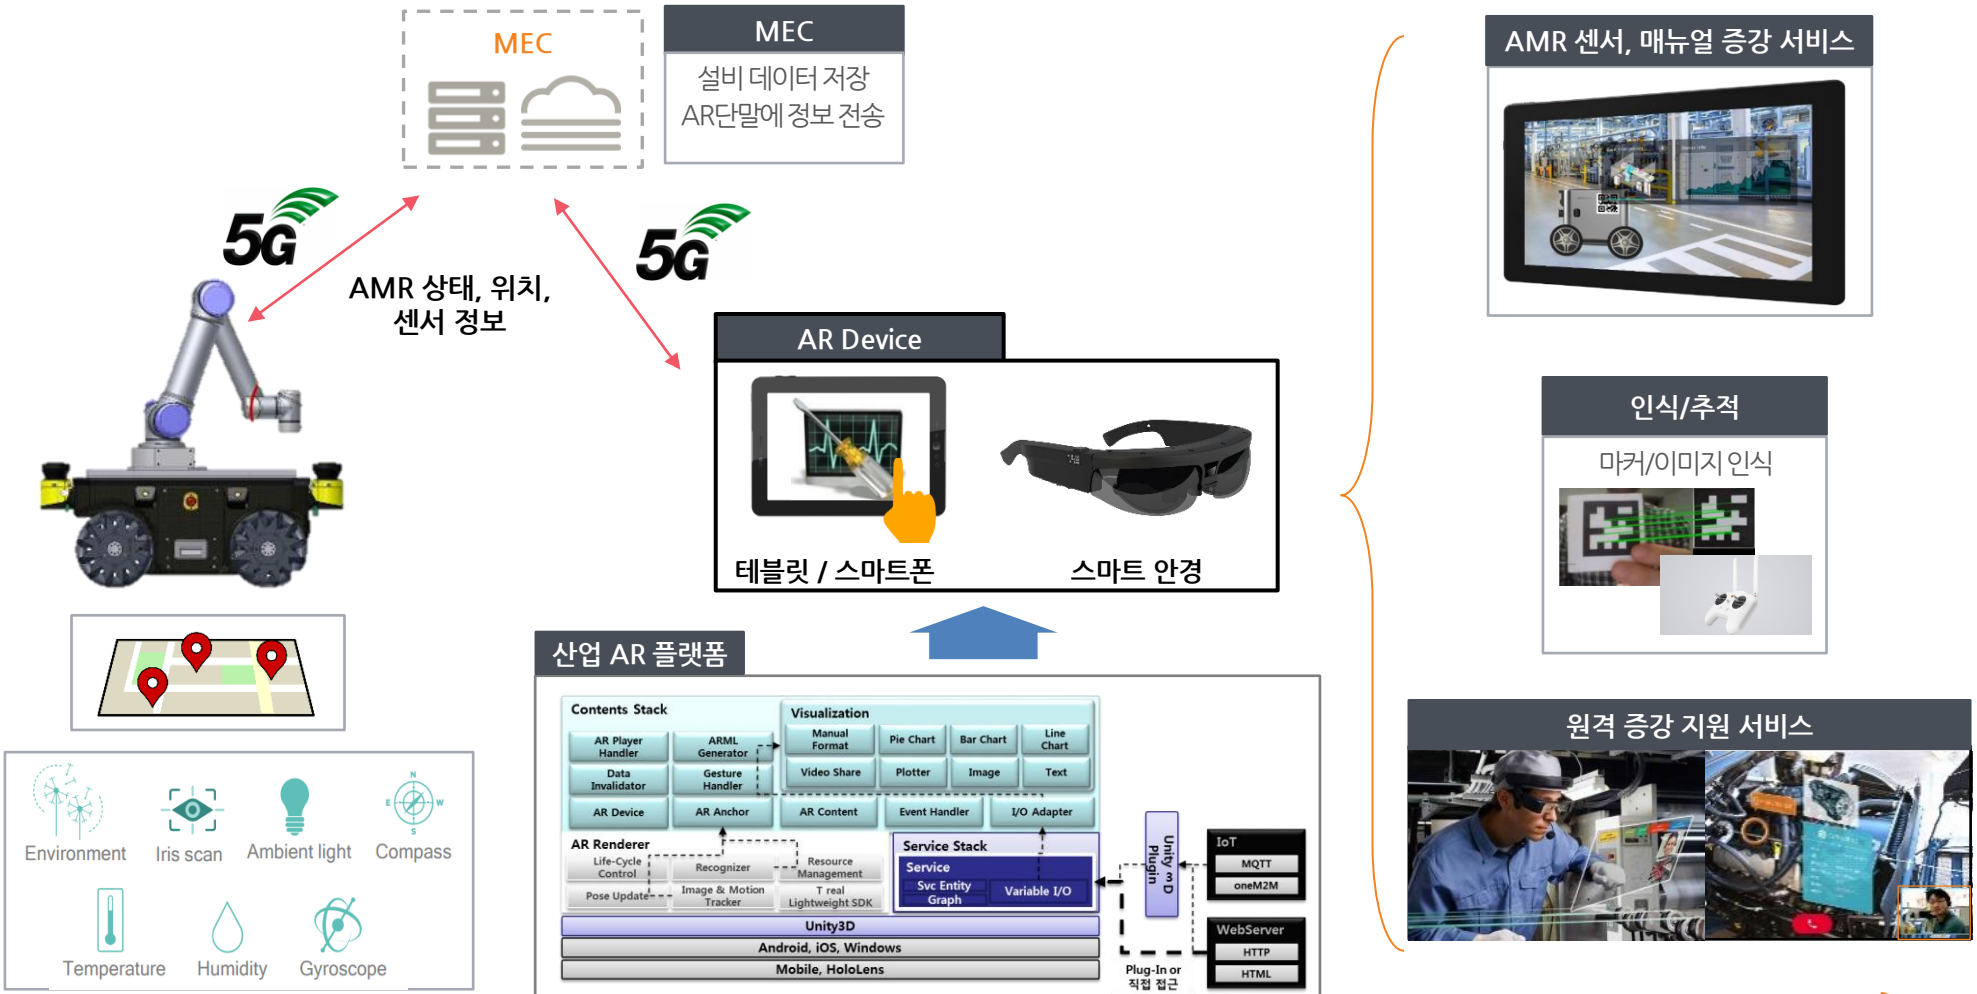 MEC
MEC
설비 데이터 저장
AR단말에 정보 전송
5G
5G
AMR 상태, 위치,
센서 정보
AR Device
테블릿 / 스마트폰
스마트 안경
Environment
Iris scan
Ambient light
N
E
W
S
Compass
Temperature
Humidity
Gyroscope
산업 AR 플랫폼
Contents Stack
Visualization
AR Player
Handler
ARML
Generator
Manual
Format
Pie Chart
Bar Chart
Line
Chart
Data
Invalidator
Gesture
Handler
Video Share
Plotter
Image
Text
AR Device
AR Anchor
AR Content
Event Handler
I/O Adapter
AR Renderer
Life-Cycle
Control
Recognizer
Resource
Management
Pose Update
Image & Motion
Tracker
T real
Lightweight SDK
Service Stack
Service
Svc Entity
Graph
Variable I/O
Unity3D
Android, iOS, Windows
Mobile, HoloLens
Unity 3D
Plugin
IoT
MQTT
oneM2M
WebServer
HTTP
HTML
Plug-In or
직접 접근
AMR 센서, 매뉴얼 증강 서비스
인식/추적
마커/이미지 인식
원격 증강 지원 서비스